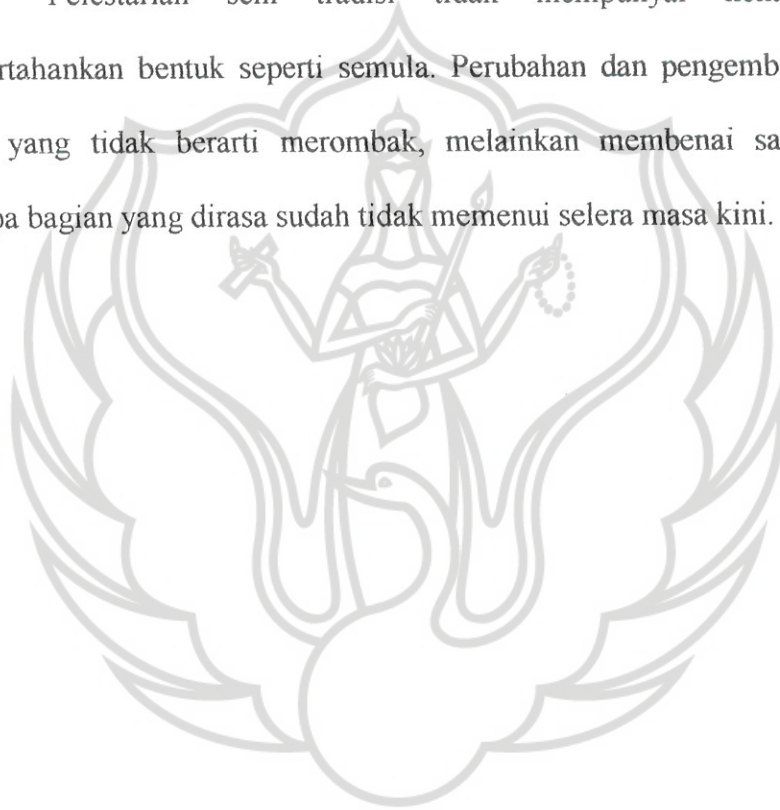 Pelestarian seni tradisi tidak mempunyai
rtahankan bentuk seperti semula. Perubahan dan pengemb
yang tidak berarti merombak, melainkan membenai sa
pa bagian yang dirasa sudah tidak memenui selera masa kini.